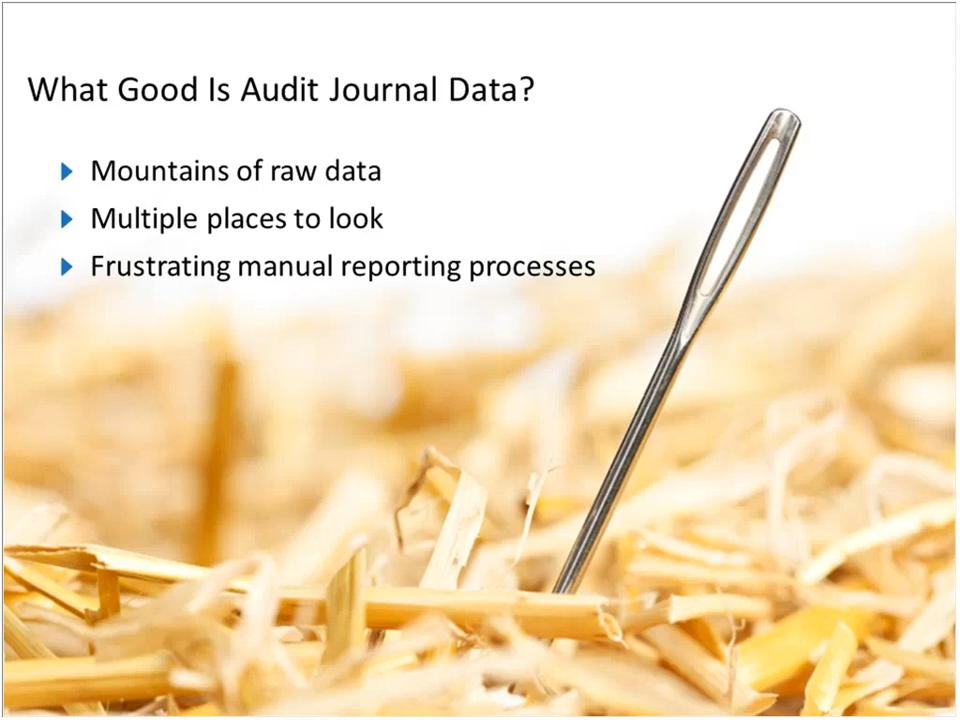 What Good Is Audit Journal Data?
Mountains of raw data
Multiple places to look
Frustrating manual reporting processes